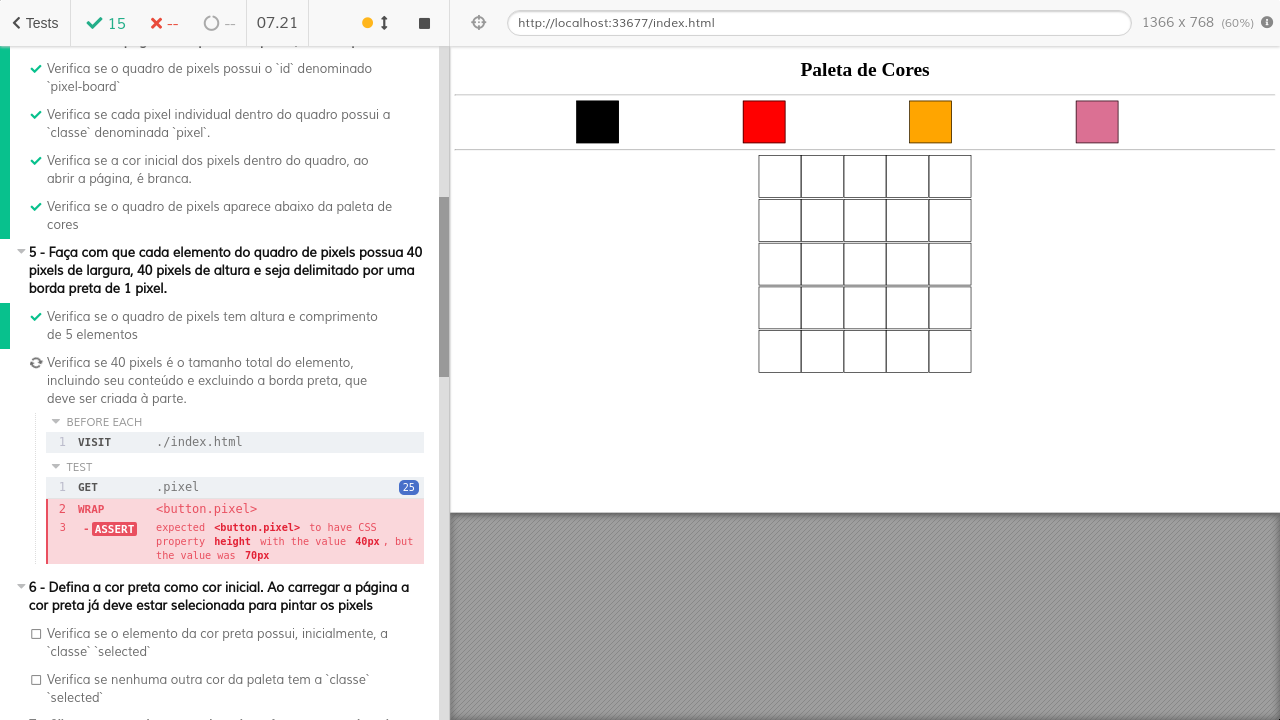 Tests
15
--
--
07.21
http://localhost:33677/index.html
1366 x 768 (60%)
Verifica se o quadro de pixels possui o `id` denominado
`pixel-board`
Verifica se cada pixel individual dentro do quadro possui a
`classe` denominada `pixel`.
Verifica se a cor inicial dos pixels dentro do quadro, ao
abrir a página, é branca.
Verifica se o quadro de pixels aparece abaixo da paleta de
cores
5 - Faça com que cada elemento do quadro de pixels possua 40
pixels de largura, 40 pixels de altura e seja delimitado por uma
borda preta de 1 pixel.
Verifica se o quadro de pixels tem altura e comprimento
de 5 elementos
Verifica se 40 pixels é o tamanho total do elemento,
incluindo seu conteúdo e excluindo a borda preta, que
deve ser criada à parte.
BEFORE EACH
1 VISIT ./index.html
TEST
1 GET .pixel 25
2 WRAP <button.pixel>
3 -ASSERT expected <button.pixel> to have CSS
property height with the value 40px, but
the value was 70px
6 - Defina a cor preta como cor inicial. Ao carregar a página a
cor preta já deve estar selecionada para pintar os pixels
Verifica se o elemento da cor preta possui, inicialmente, a
`classe` `selected`
Verifica se nenhuma outra cor da paleta tem a `classe`
`selected`
Paleta de Cores